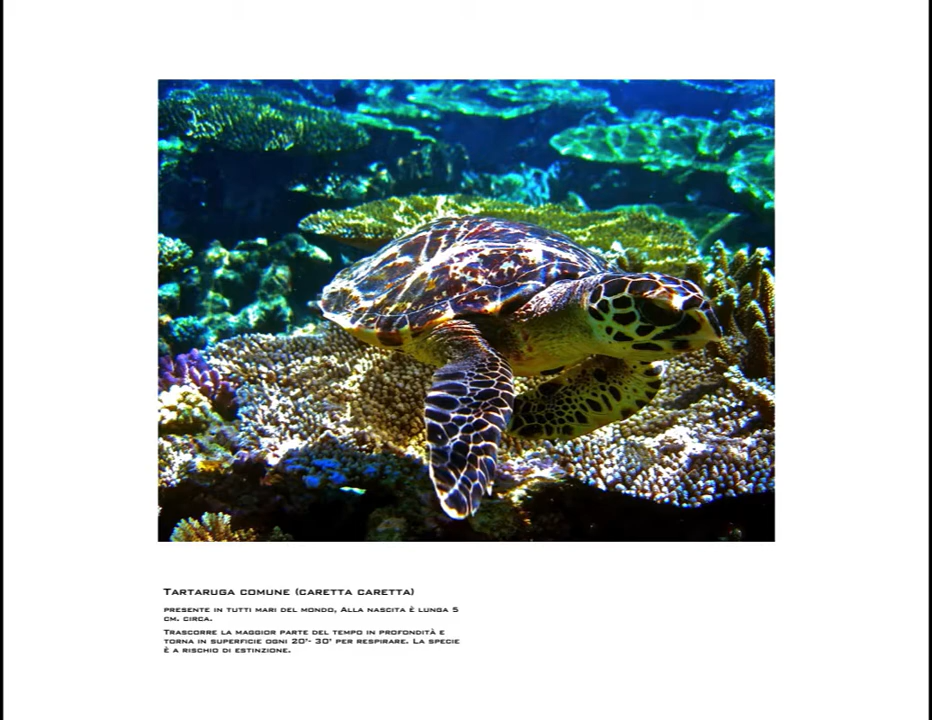 Tartaruga comune (caretta caretta)
presente in tutti mari del mondo, Alla nascita è lunga 5
cm. circa.
Trascorre la maggior parte del tempo in profondità e
torna in superficie ogni 20'- 30' per respirare. La specie
è a rischio di estinzione.